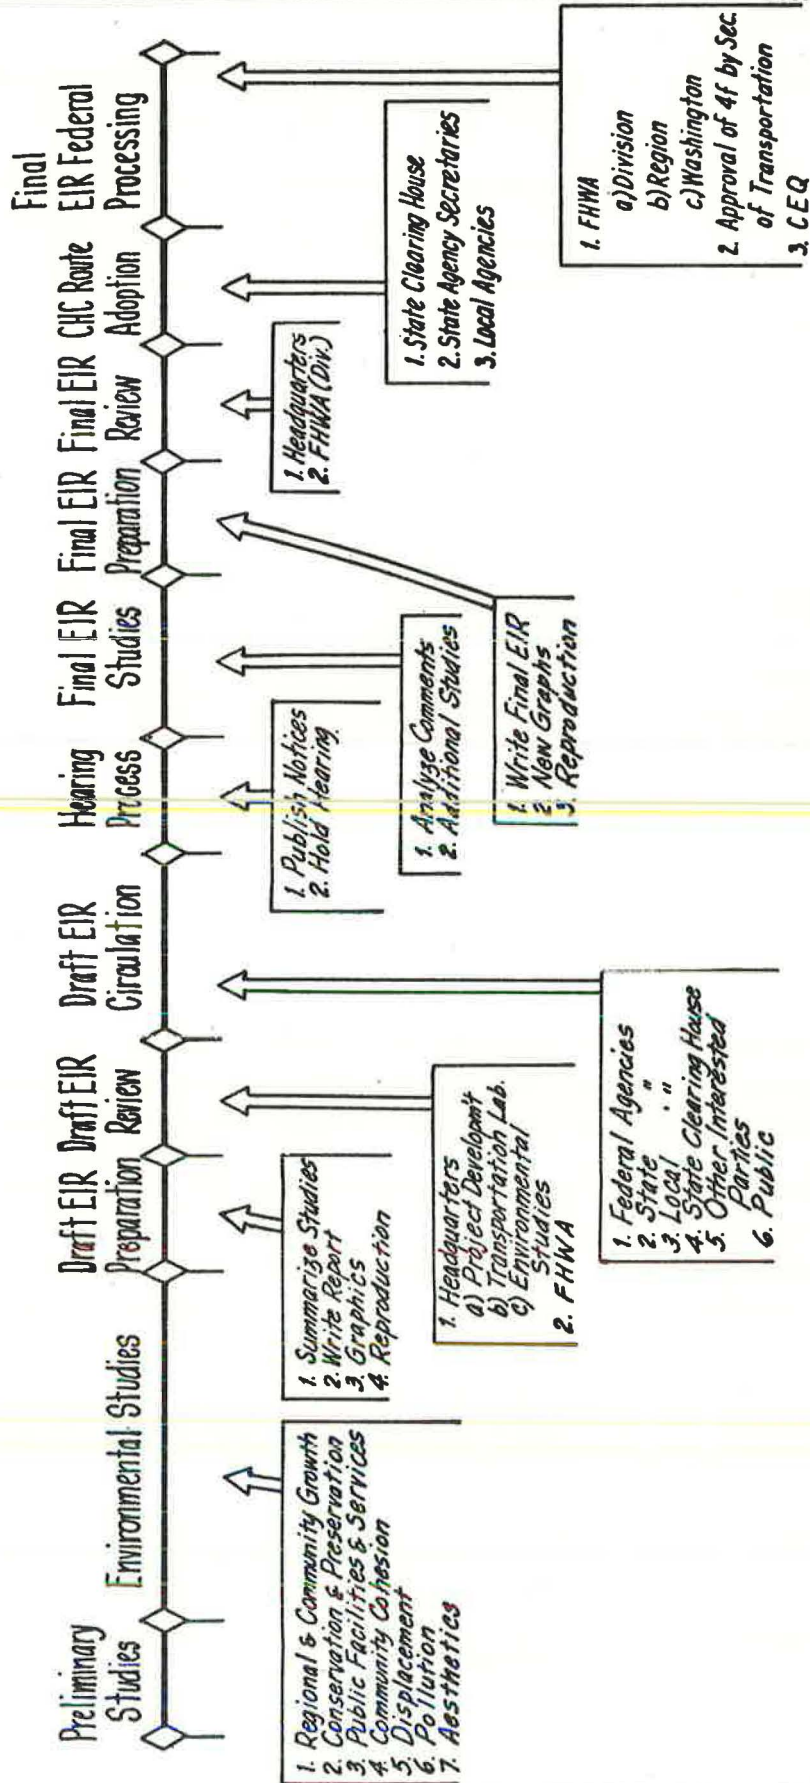 Preliminary
Studies
Environmental Studies
Draft EIR
Preparation
Draft EIR
Review
Draft EIR
Circulation
Hearing
Process
Final EIR
Studies
Final EIR
Preparation
Final EIR
Review
CHC Route
Adoption
Final
EIR Federal
Processing
1. Regional & Community Growth
2. Conservation & Preservation
3. Public Facilities & Services
4. Community Cohesion
5. Displacement
6. Pollution
7. Aesthetics
1. Summarize Studies
2. Write Report
3. Graphics
4. Reproduction
1. Headquarters
a) Project Developm't
b) Transportation Lab.
c) Environmental
Studies
2. FHWA
1. Federal Agencies
2. State "
3. Local "
4. State Clearing House
5. Other Interested
Parties
6. Public
1. Publish Notices
2. Hold Hearing
1. Analyze Comments
2. Additional Studies
1. Write Final EIR
2. New Graphs
3. Reproduction
1. Headquarters
2. FHWA (Div.)
1. State Clearing House
2. State Agency Secretaries
3. Local Agencies
1. FHWA
a) Division
b) Region
c) Washington
2. Approval of 4f by Sec.
of Transportation
3. CEQ